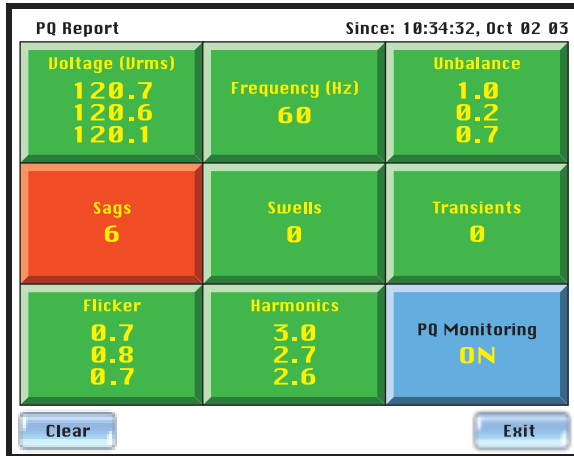 PQ Report
Since: 10:34:32, Oct 02 03
Voltage (Vrms)
120.7
120.6
120.1
Frequency (Hz)
60
Unbalance
1.0
0.2
0.7
Sags
6
Swells
0
Transients
0
Flicker
0.7
0.8
0.7
Harmonics
3.0
2.7
2.6
PQ Monitoring
ON
Clear
Exit